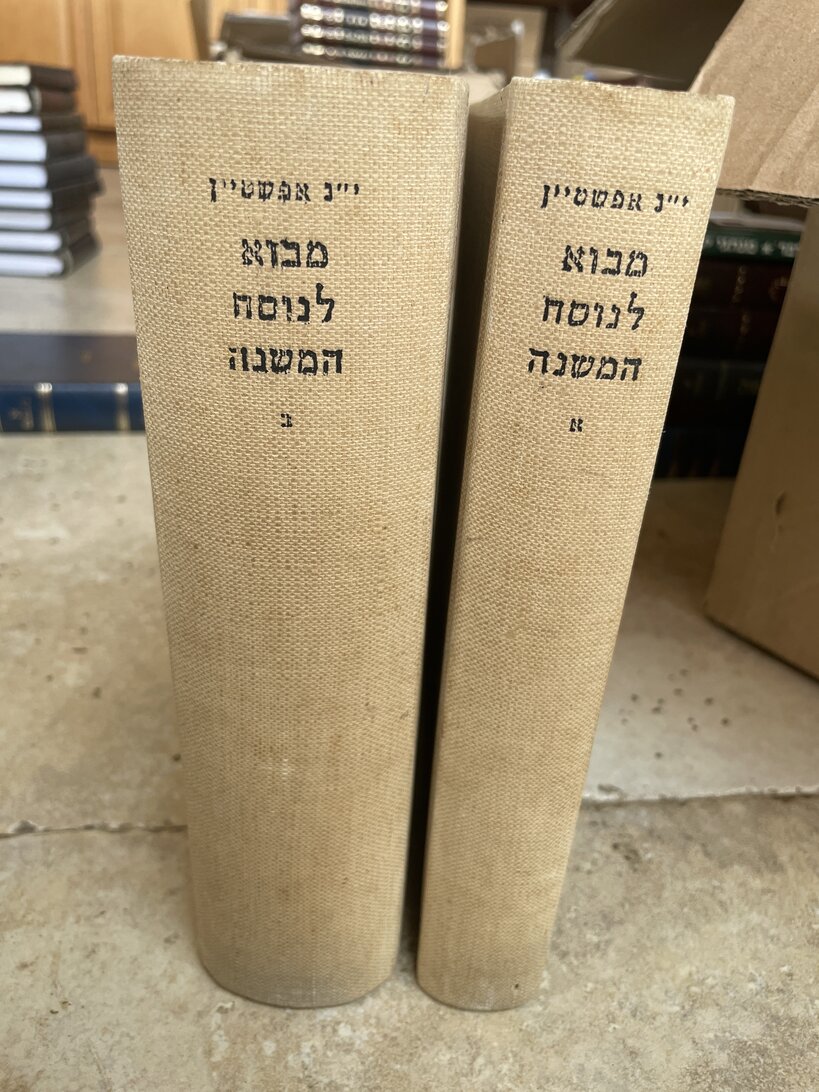 י״נ אפשטיין
מבוא
לנוסח
המשנה
א
י״נ אפשטיין
מבוא
לנוסח
המשנה
ב